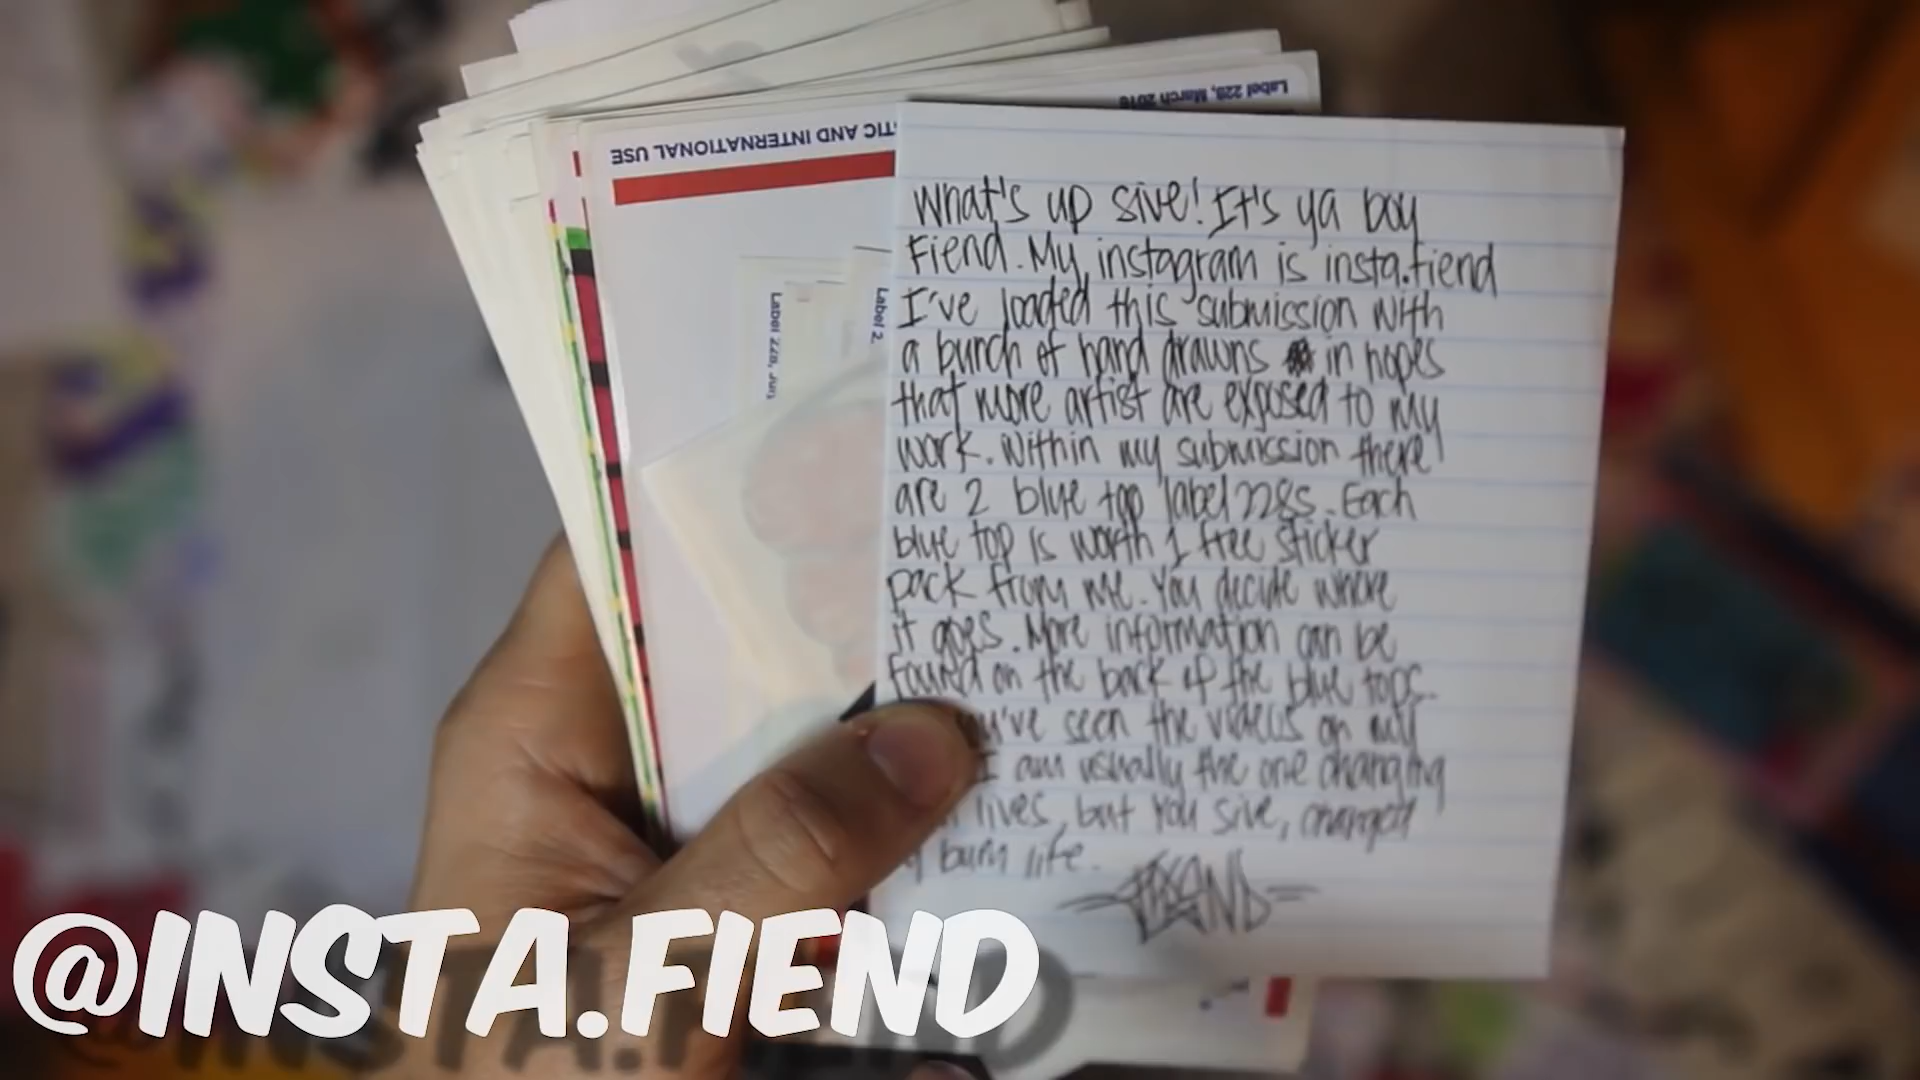 Label 228, March 2016
TIC AND INTERNATIONAL USE
Label 228, July
Label 2
What's up sive! It's ya boy
Fiend. My instagram is insta.fiend
I've loaded this submission with
a bunch of hand drawns in hopes
that more artist are exposed to my
work. Within my submission there
are 2 blue top label 228s. Each
blue top is worth 1 free sticker
pack from me. You decide where
it goes. More information can be
found on the back of the blue tops.
ou've seen the videos on my
I am usually the one changing
lives, but you sive, changed
bum life.
FIEND
@INSTA.FIEND